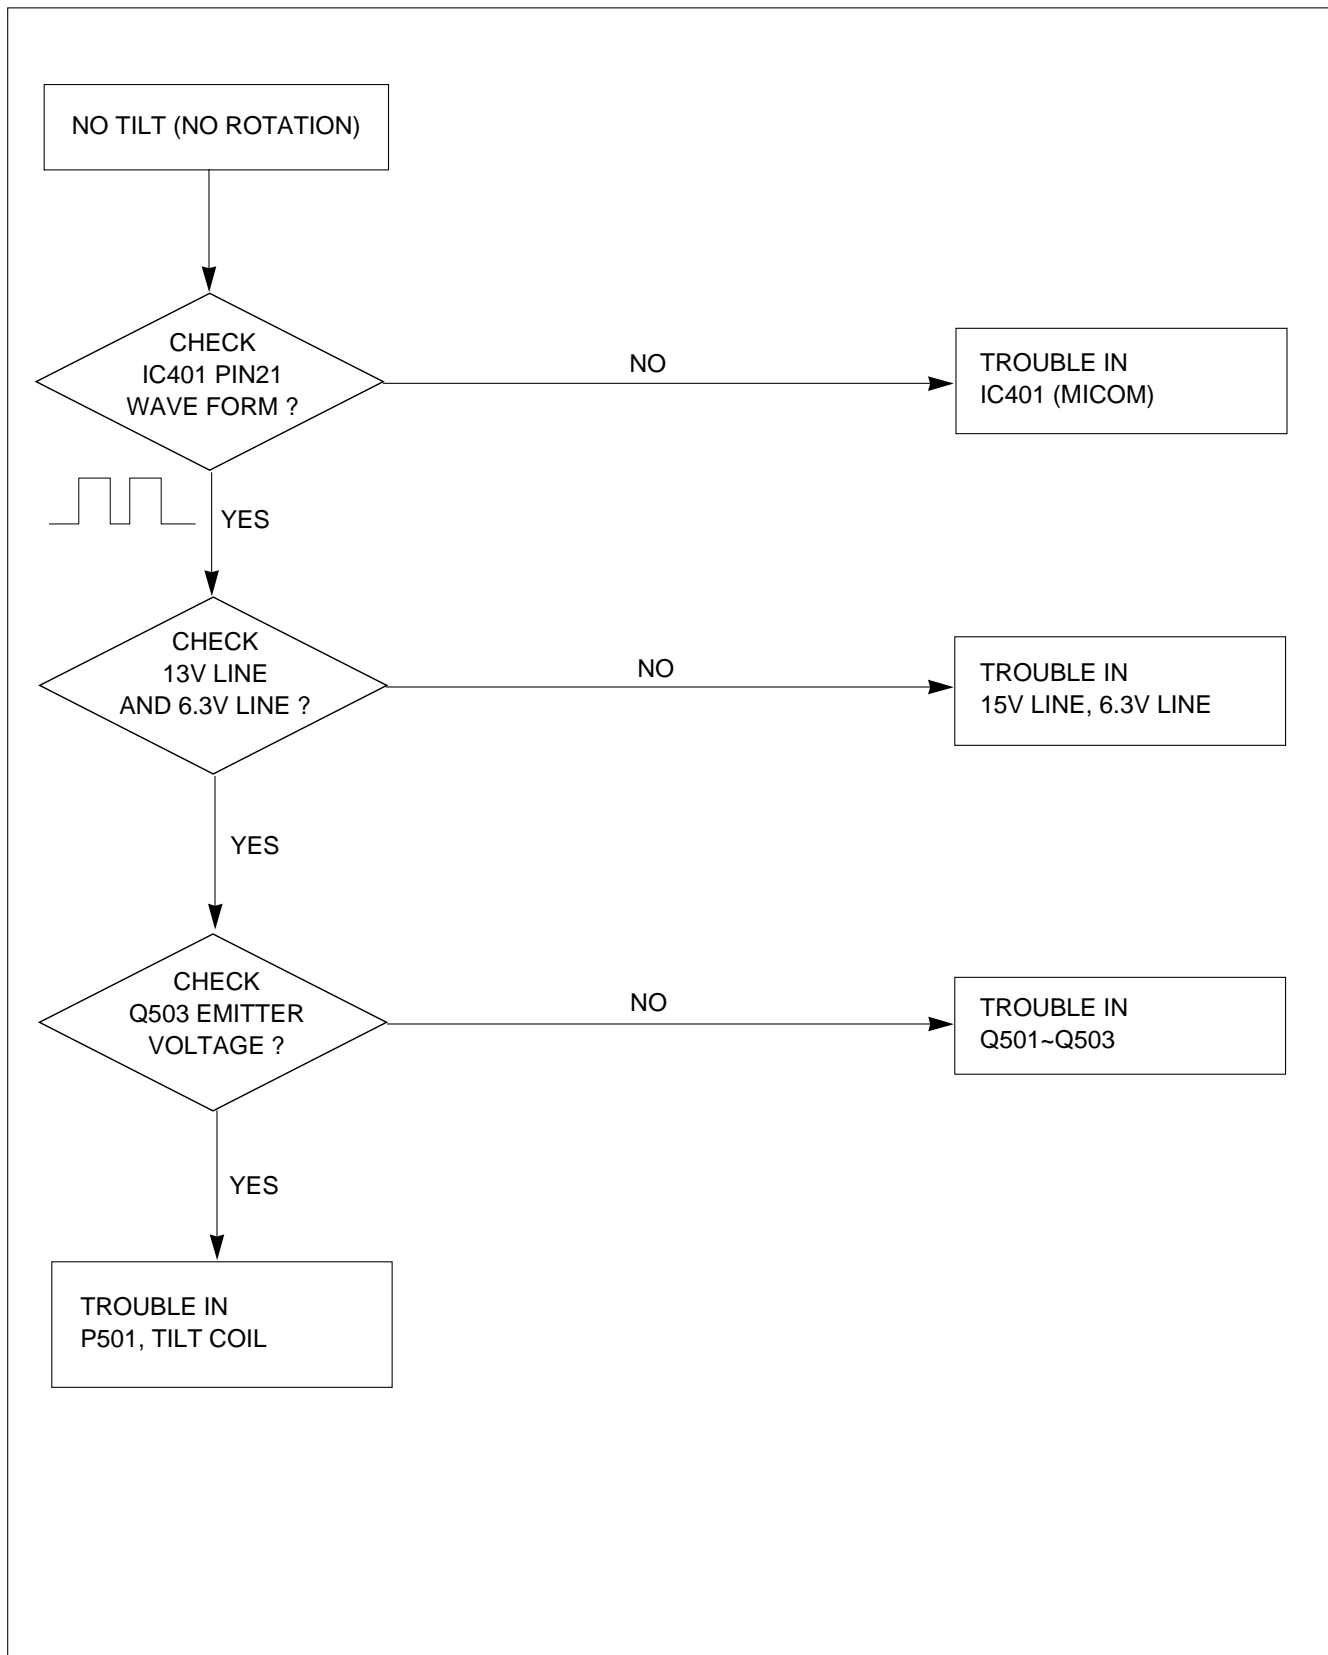 NO TILT (NO ROTATION)
CHECK
IC401 PIN21
WAVE FORM ?
NO
TROUBLE IN
IC401 (MICOM)
YES
CHECK
13V LINE
AND 6.3V LINE ?
NO
TROUBLE IN
15V LINE, 6.3V LINE
YES
CHECK
Q503 EMITTER
VOLTAGE ?
NO
TROUBLE IN
Q501~Q503
YES
TROUBLE IN
P501, TILT COIL